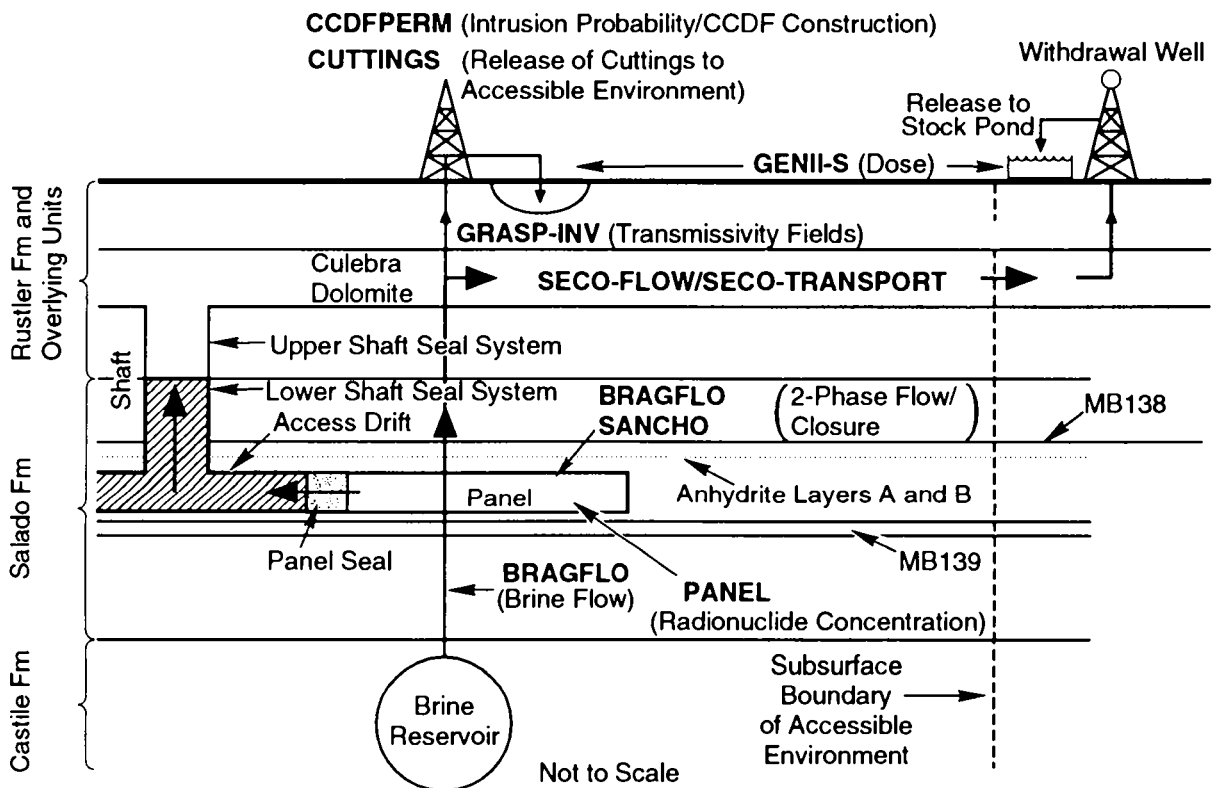 CCDFPERM (Intrusion Probability/CCDF Construction)
CUTTINGS (Release of Cuttings to
Accessible Environment)
Withdrawal Well
Release to
Stock Pond
GENII-S (Dose)
Rustler Fm and
Overlying Units
GRASP-INV (Transmissivity Fields)
Culebra
Dolomite
SECO-FLOW/SECO-TRANSPORT
Upper Shaft Seal System
Shaft
Lower Shaft Seal System
Access Drift
BRAGFLO
SANCHO
(2-Phase Flow/
Closure)
MB138
Salado Fm
Anhydrite Layers A and B
Panel
Panel Seal
MB139
BRAGFLO
(Brine Flow)
PANEL
(Radionuclide Concentration)
Castile Fm
Brine
Reservoir
Subsurface
Boundary
of Accessible
Environment
Not to Scale